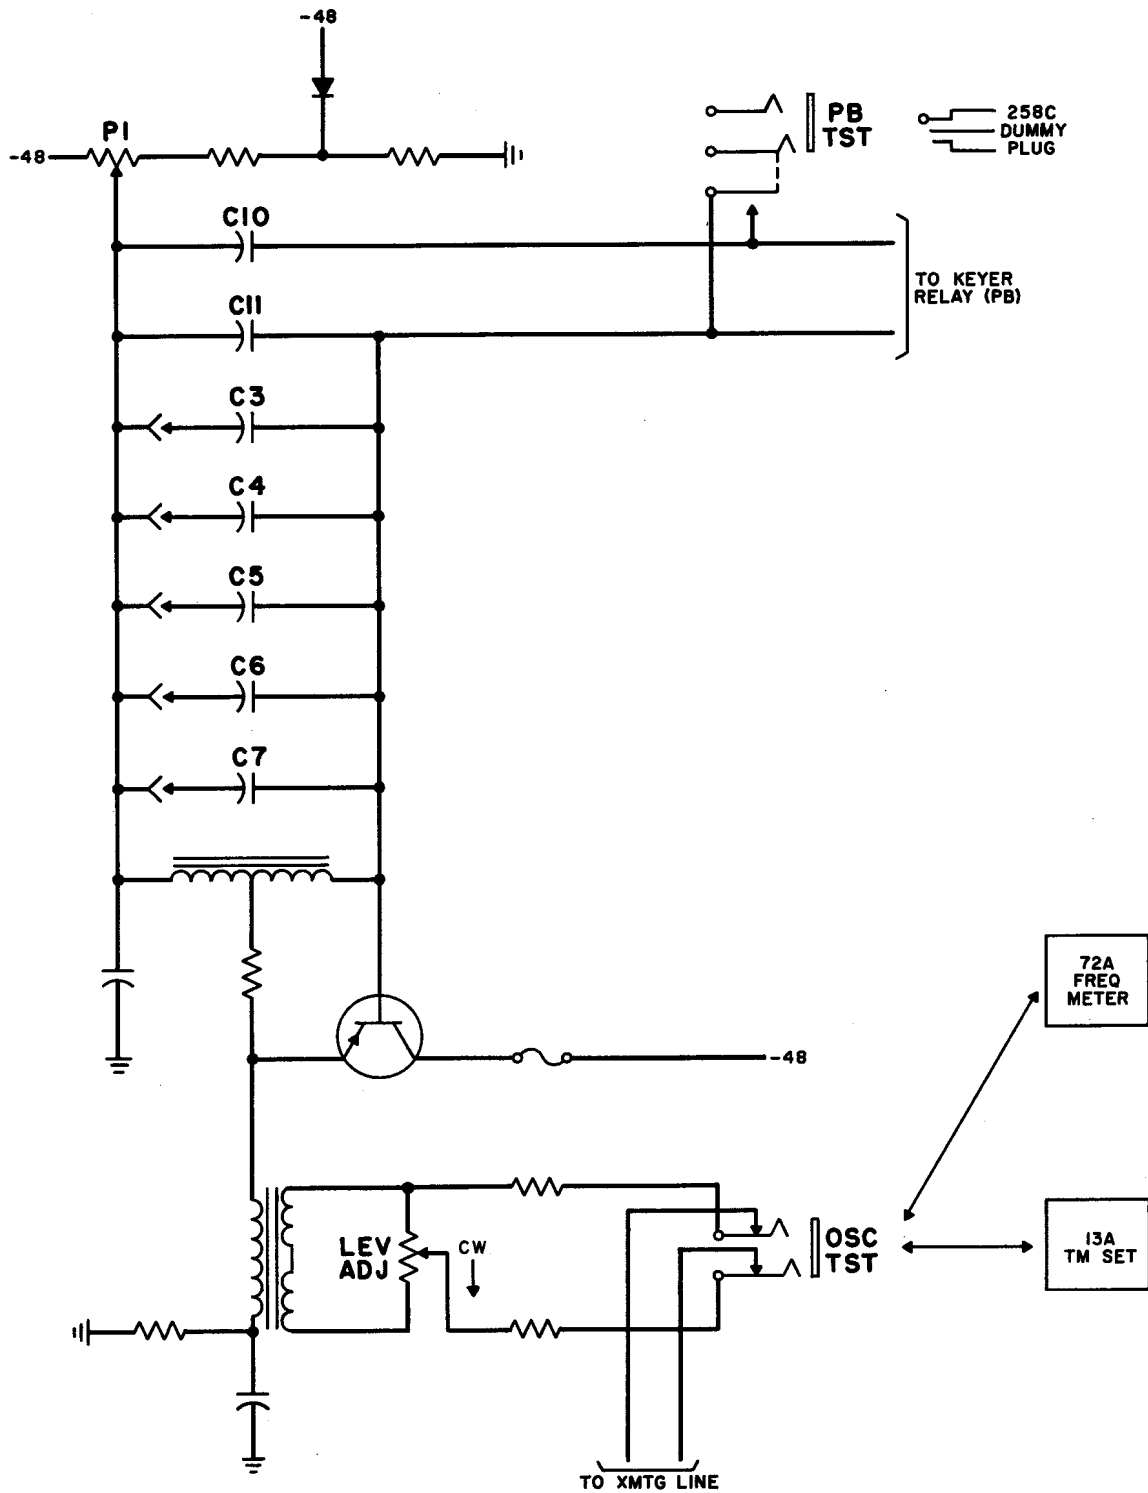 -48
P1
-48
PB
TST
258C
DUMMY
PLUG
C10
C11
TO KEYER
RELAY (PB)
C3
C4
C5
C6
C7
72A
FREQ
METER
-48
LEV
ADJ
CW
OSC
TST
13A
TM SET
TO XMTG LINE